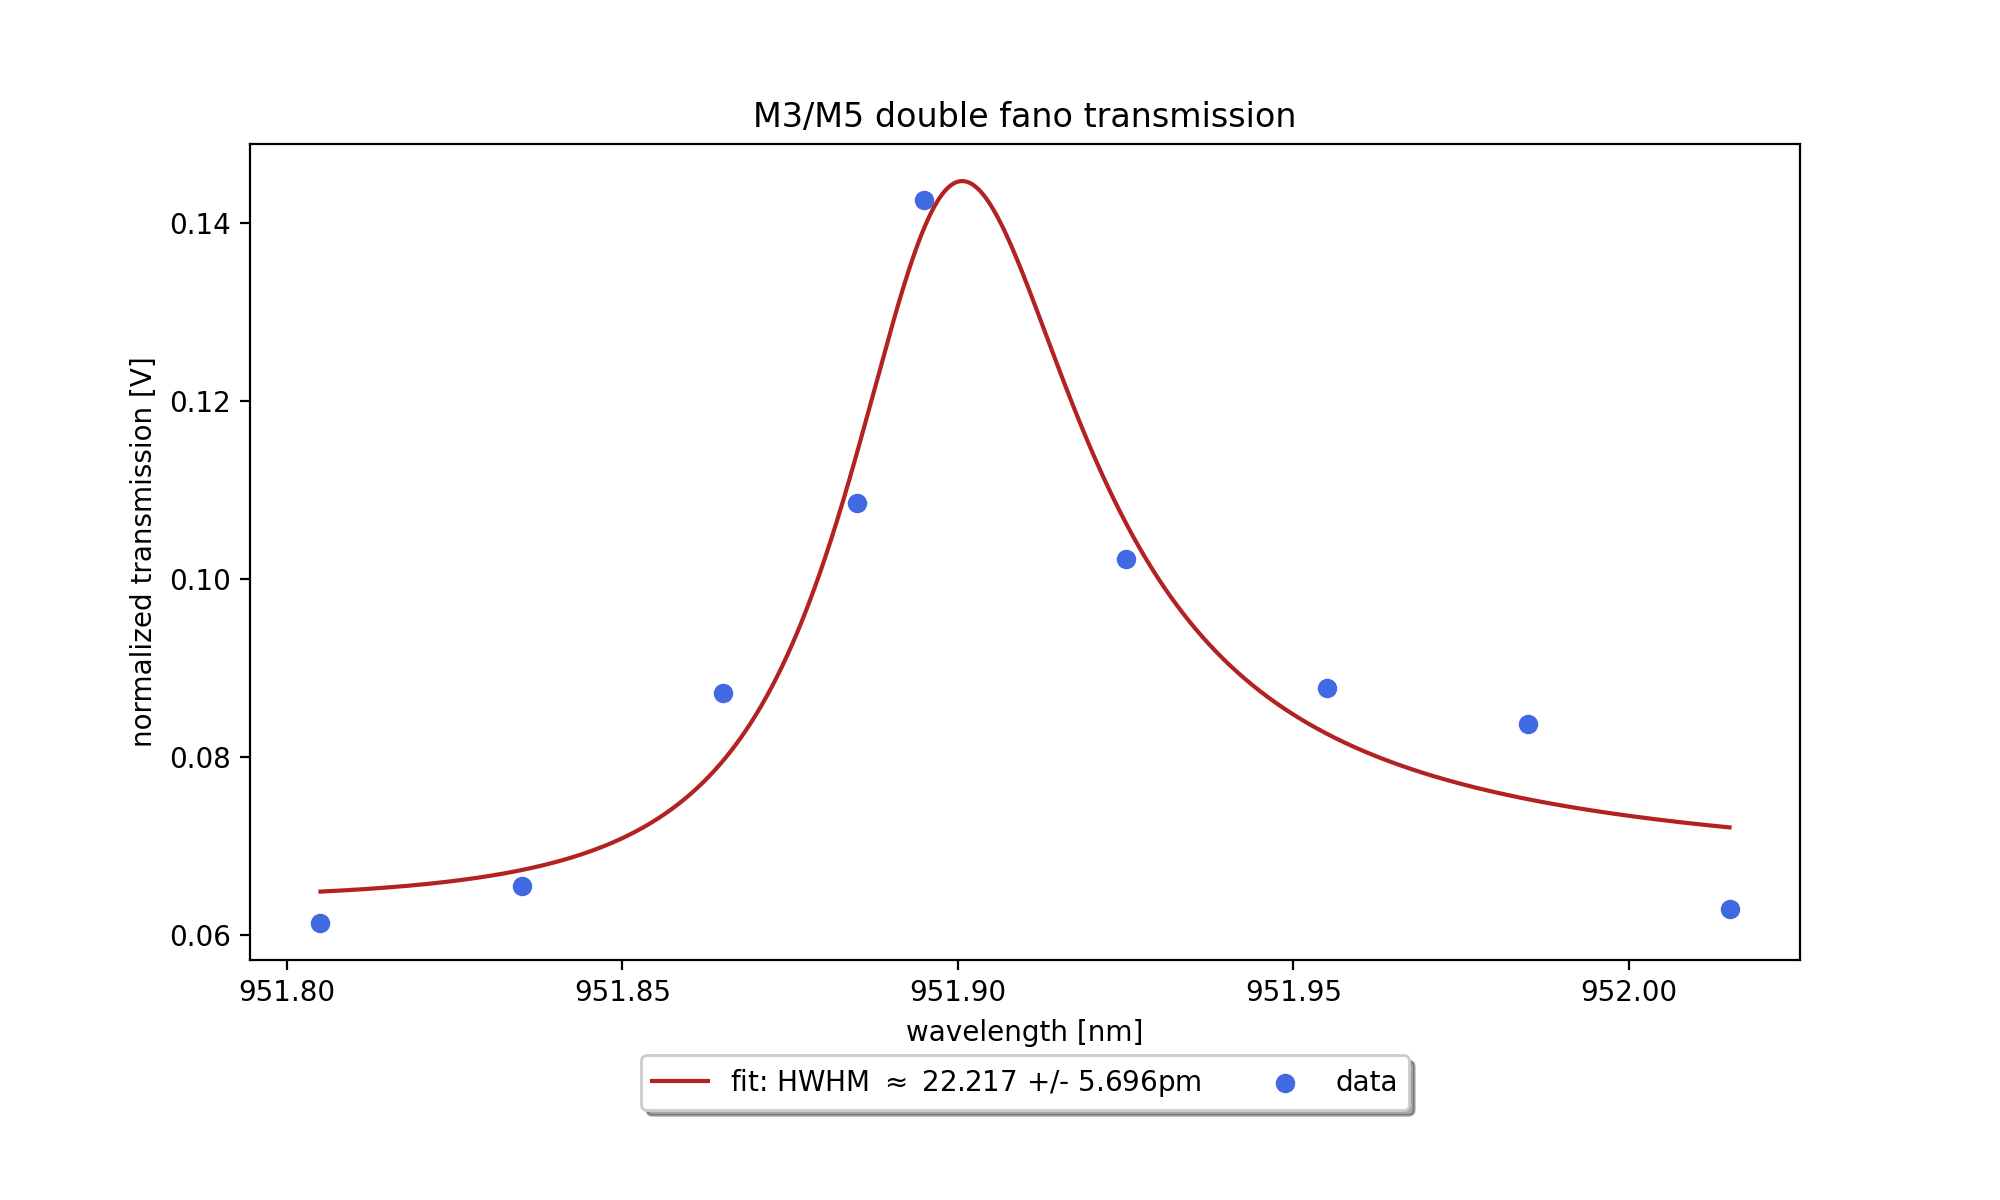 M3/M5 double fano transmission
normalized transmission [V]
0.14
0.12
0.10
0.08
0.06
951.80 951.85 951.90 951.95 952.00
wavelength [nm]
fit: HWHM ≈ 22.217 +/- 5.696pm data